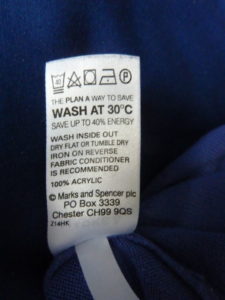 40
P
THE PLAN A WAY TO SAVE
WASH AT 30°C
SAVE UP TO 40% ENERGY
WASH INSIDE OUT
DRY FLAT OR TUMBLE DRY
IRON ON REVERSE
FABRIC CONDITIONER
IS RECOMMENDED
100% ACRYLIC
© Marks and Spencer plc
PO Box 3339
Chester CH99 9QS
Z14HK